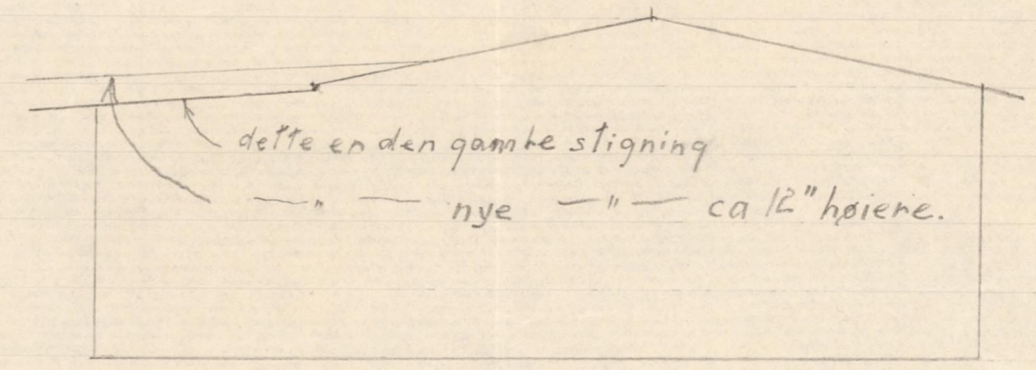 dette er den gamle stigning
—"— nye —"— ca 12" høiere.